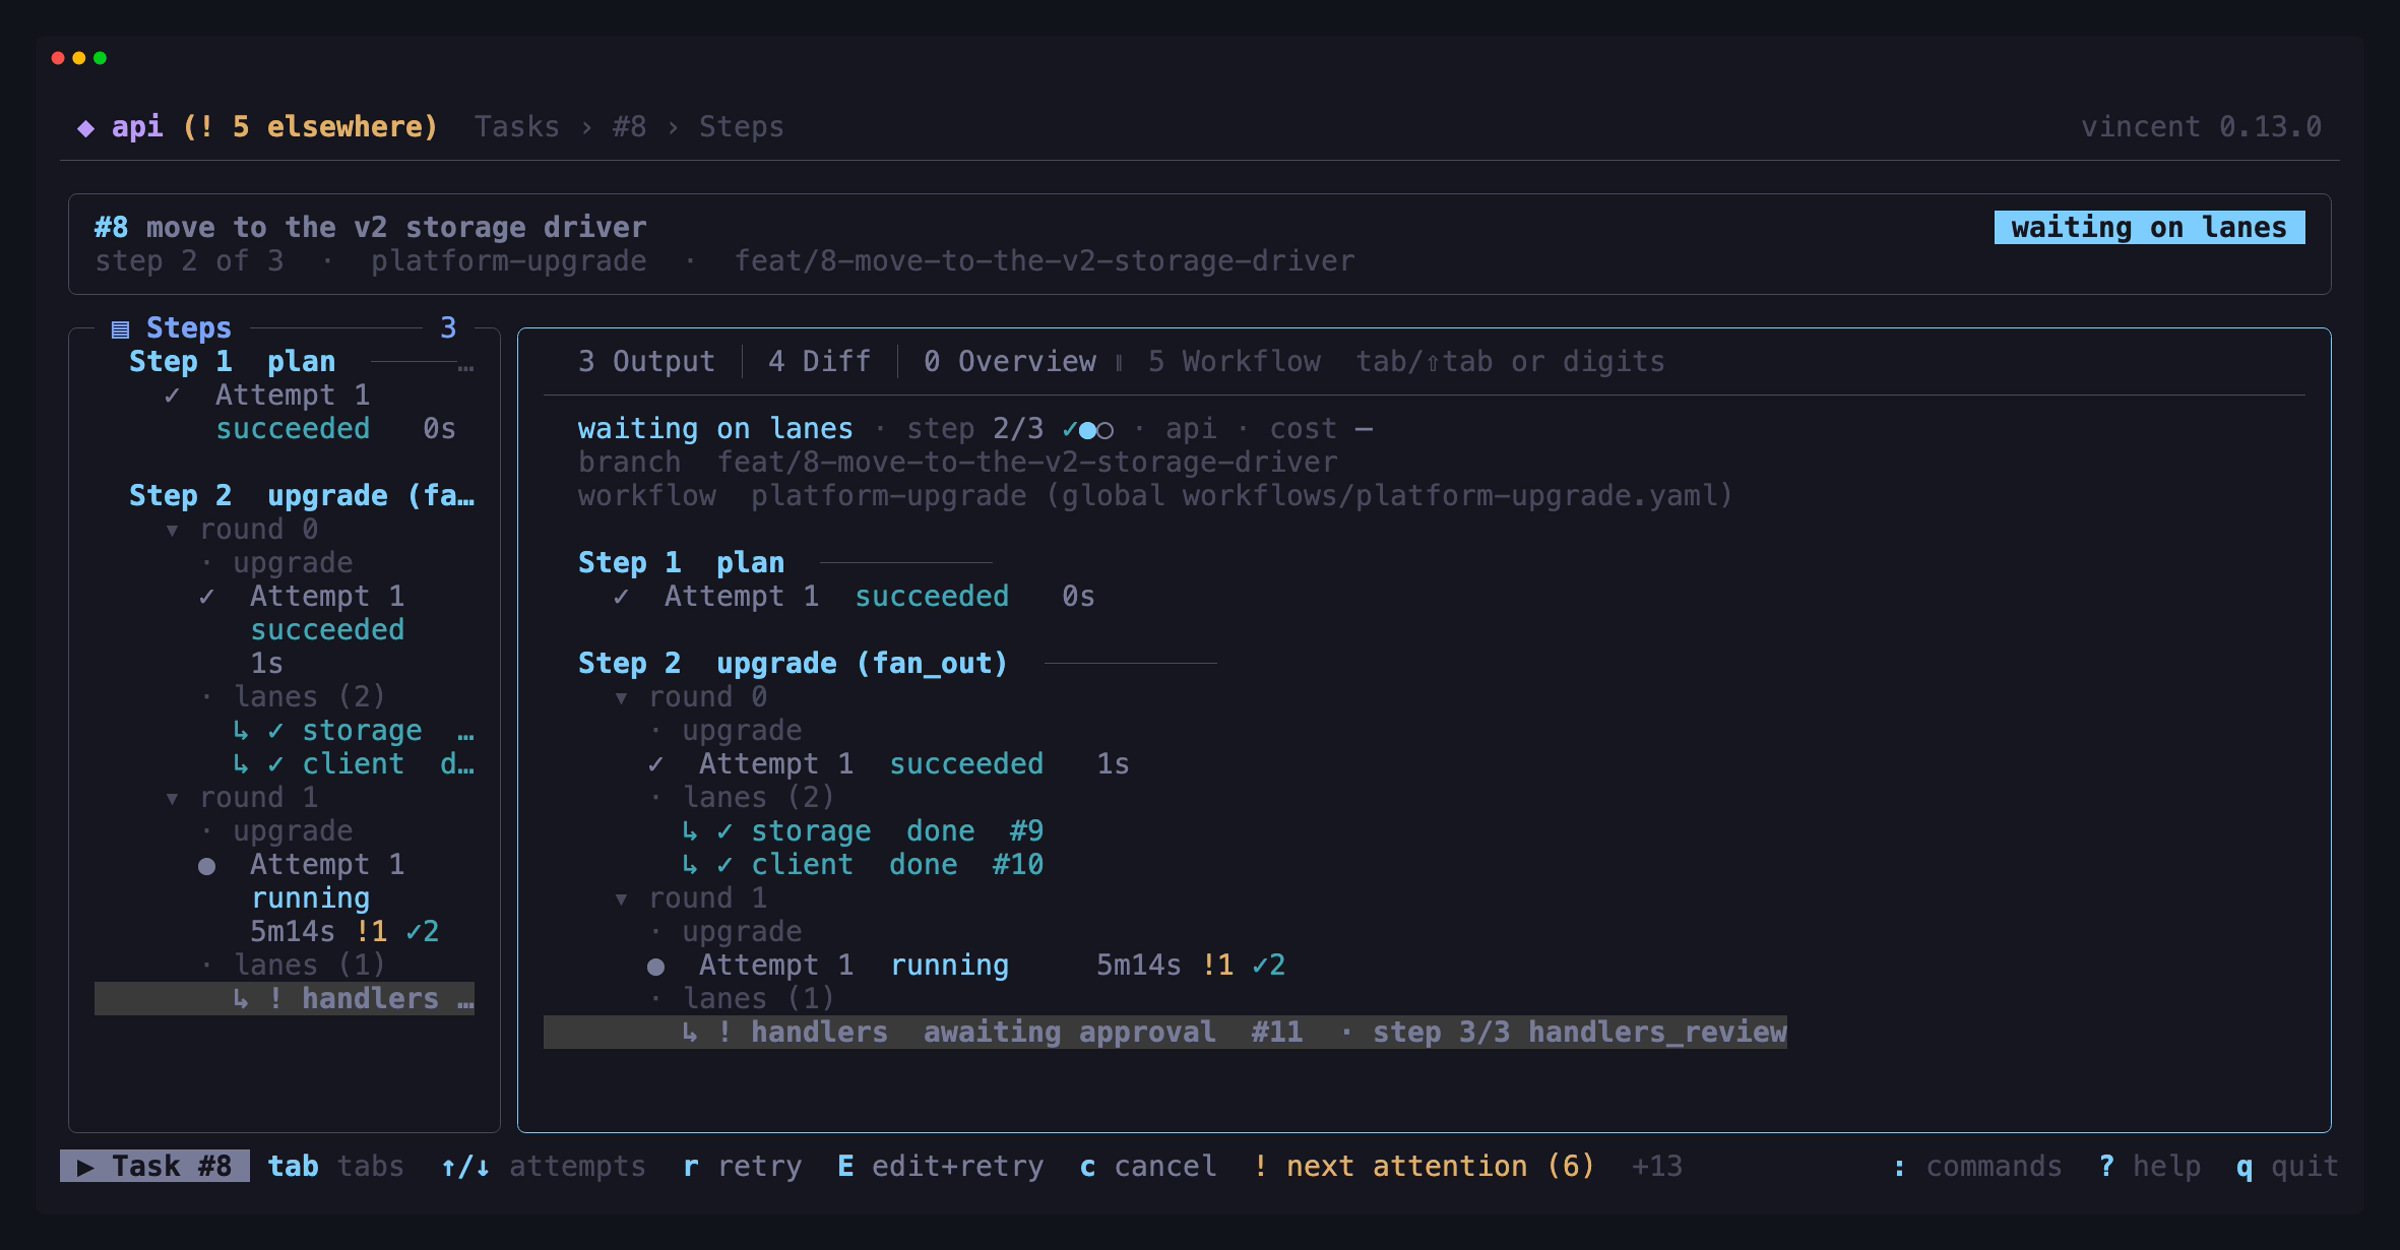 ◆ api (! 5 elsewhere)  Tasks › #8 › Steps  vincent 0.13.0
#8 move to the v2 storage driver  waiting on lanes
step 2 of 3 · platform-upgrade · feat/8-move-to-the-v2-storage-driver
▤ Steps 3
Step 1 plan …
✓ Attempt 1
succeeded 0s
Step 2 upgrade (fa…
▾ round 0
· upgrade
✓ Attempt 1
succeeded
1s
· lanes (2)
↳ ✓ storage …
↳ ✓ client d…
▾ round 1
· upgrade
● Attempt 1
running
5m14s !1 ✓2
· lanes (1)
↳ ! handlers …
3 Output │ 4 Diff │ 0 Overview ‖ 5 Workflow tab/⇧tab or digits
waiting on lanes · step 2/3 ✓●○ · api · cost —
branch feat/8-move-to-the-v2-storage-driver
workflow platform-upgrade (global workflows/platform-upgrade.yaml)
Step 1 plan
✓ Attempt 1 succeeded 0s
Step 2 upgrade (fan_out)
▾ round 0
· upgrade
✓ Attempt 1 succeeded 1s
· lanes (2)
↳ ✓ storage done #9
↳ ✓ client done #10
▾ round 1
· upgrade
● Attempt 1 running 5m14s !1 ✓2
· lanes (1)
↳ ! handlers awaiting approval #11 · step 3/3 handlers_review
▶ Task #8 tab tabs ↑/↓ attempts r retry E edit+retry c cancel ! next attention (6) +13 : commands ? help q quit